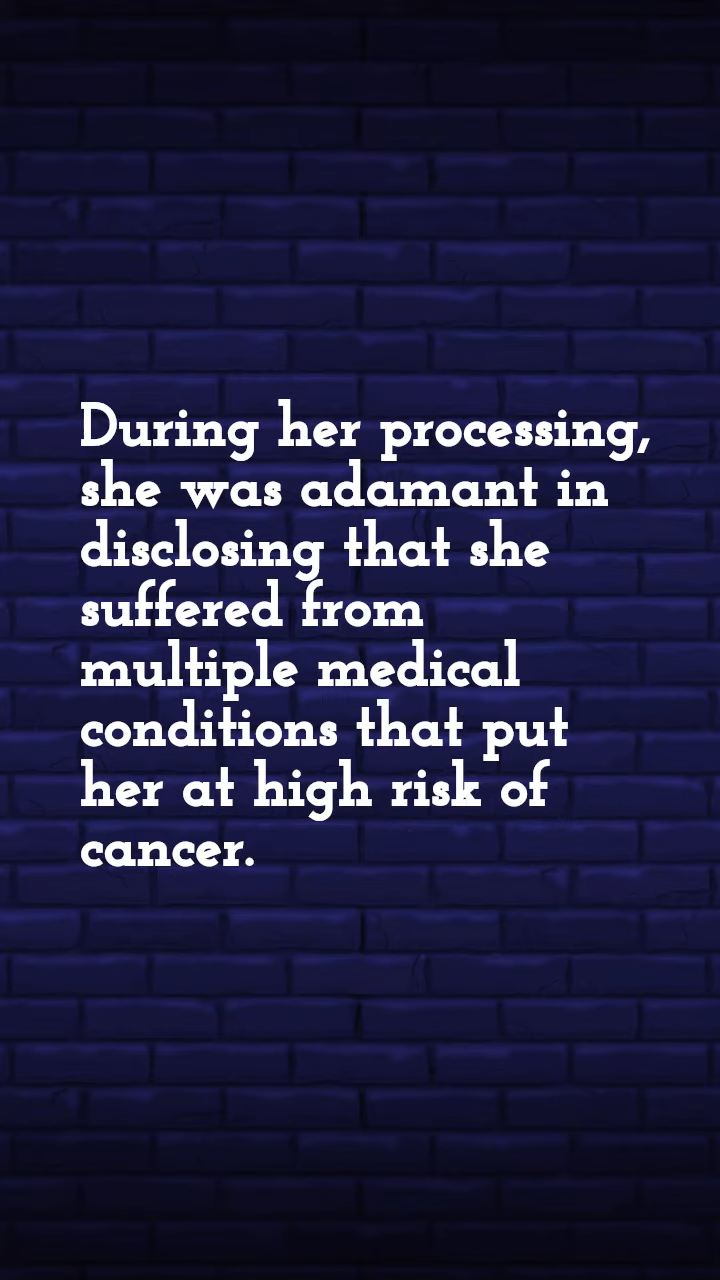 During her processing,
she was adamant in
disclosing that she
suffered from
multiple medical
conditions that put
her at high risk of
cancer.